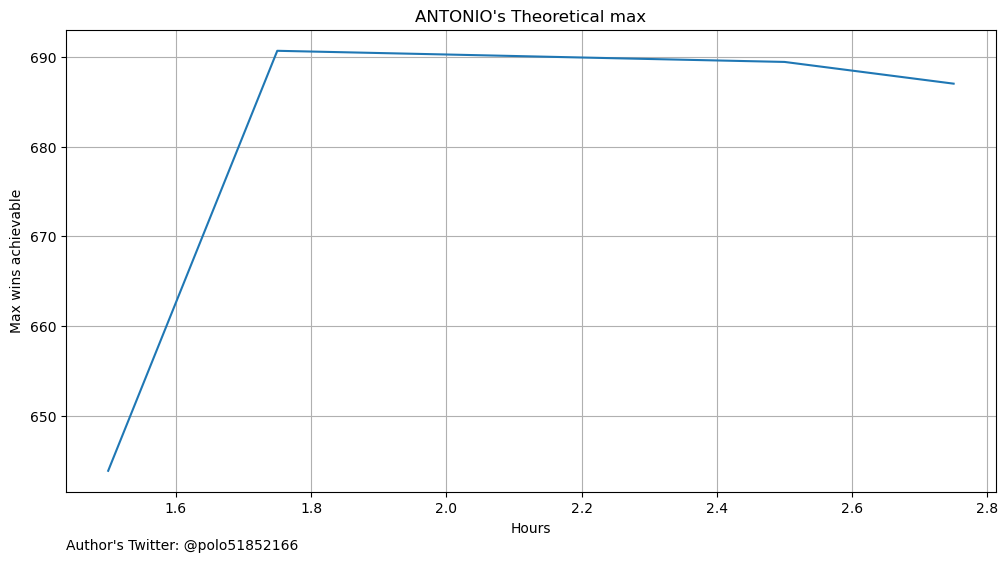 ANTONIO's Theoretical max
690
680
670
660
650
Max wins achievable
1.6 1.8 2.0 2.2 2.4 2.6 2.8
Hours
Author's Twitter: @polo51852166